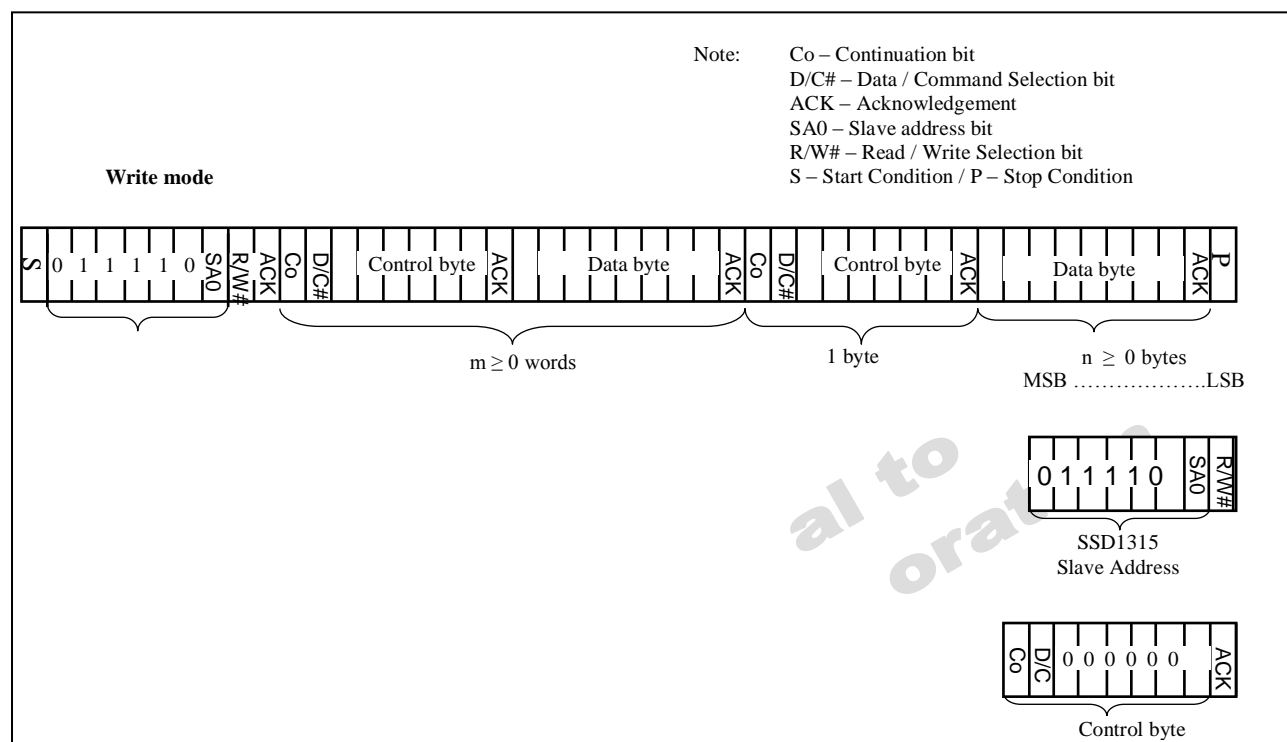 Note: Co – Continuation bit
D/C# – Data / Command Selection bit
ACK – Acknowledgement
SA0 – Slave address bit
R/W# – Read / Write Selection bit
S – Start Condition / P – Stop Condition
Write mode
S 0 1 1 1 1 0 SA0 R/W# ACK Co D/C# Control byte ACK Data byte ACK Co D/C# Control byte ACK Data byte ACK P
m ≥ 0 words
1 byte
n ≥ 0 bytes
MSB ………………….LSB
0 1 1 1 1 0 SA0 R/W#
SSD1315
Slave Address
al to
orat
Co D/C 0 0 0 0 0 0 ACK
Control byte